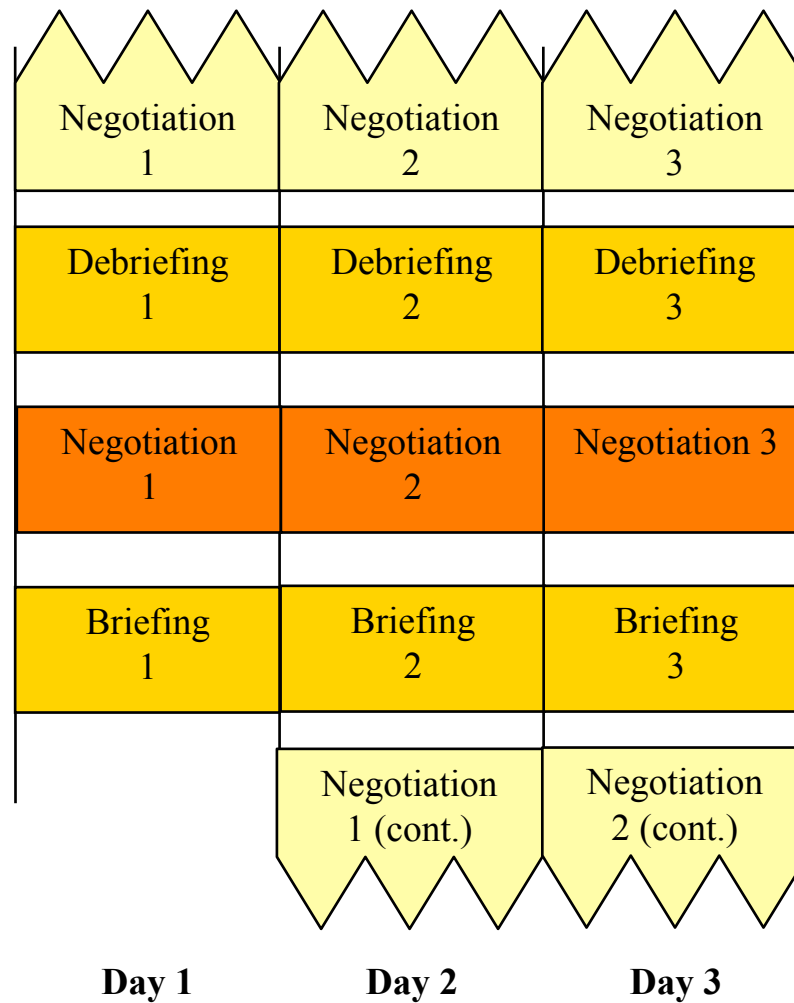 Negotiation
1
Negotiation
2
Negotiation
3
Debriefing
1
Debriefing
2
Debriefing
3
Negotiation
1
Negotiation
2
Negotiation 3
Briefing
1
Briefing
2
Briefing
3
Negotiation
1 (cont.)
Negotiation
2 (cont.)
Day 1
Day 2
Day 3